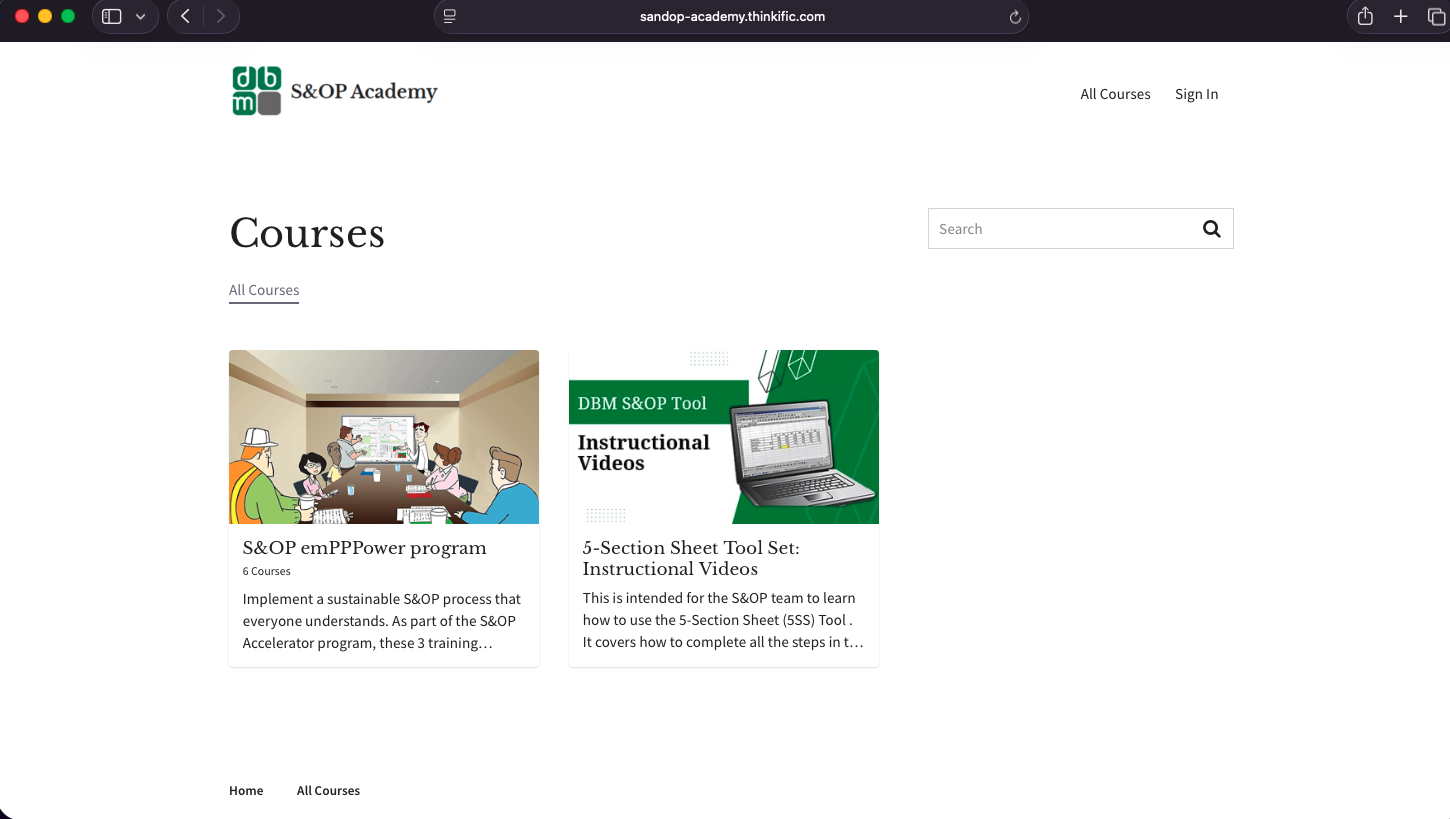 sandop-academy.thinkific.com
dbm
S&OP Academy
All Courses
Sign In
Courses
Search
All Courses
DBM S&OP Tool
Instructional
Videos
S&OP emPPPower program
6 Courses
Implement a sustainable S&OP process that
everyone understands. As part of the S&OP
Accelerator program, these 3 training…
5-Section Sheet Tool Set:
Instructional Videos
This is intended for the S&OP team to learn
how to use the 5-Section Sheet (5SS) Tool .
It covers how to complete all the steps in t…
Home
All Courses